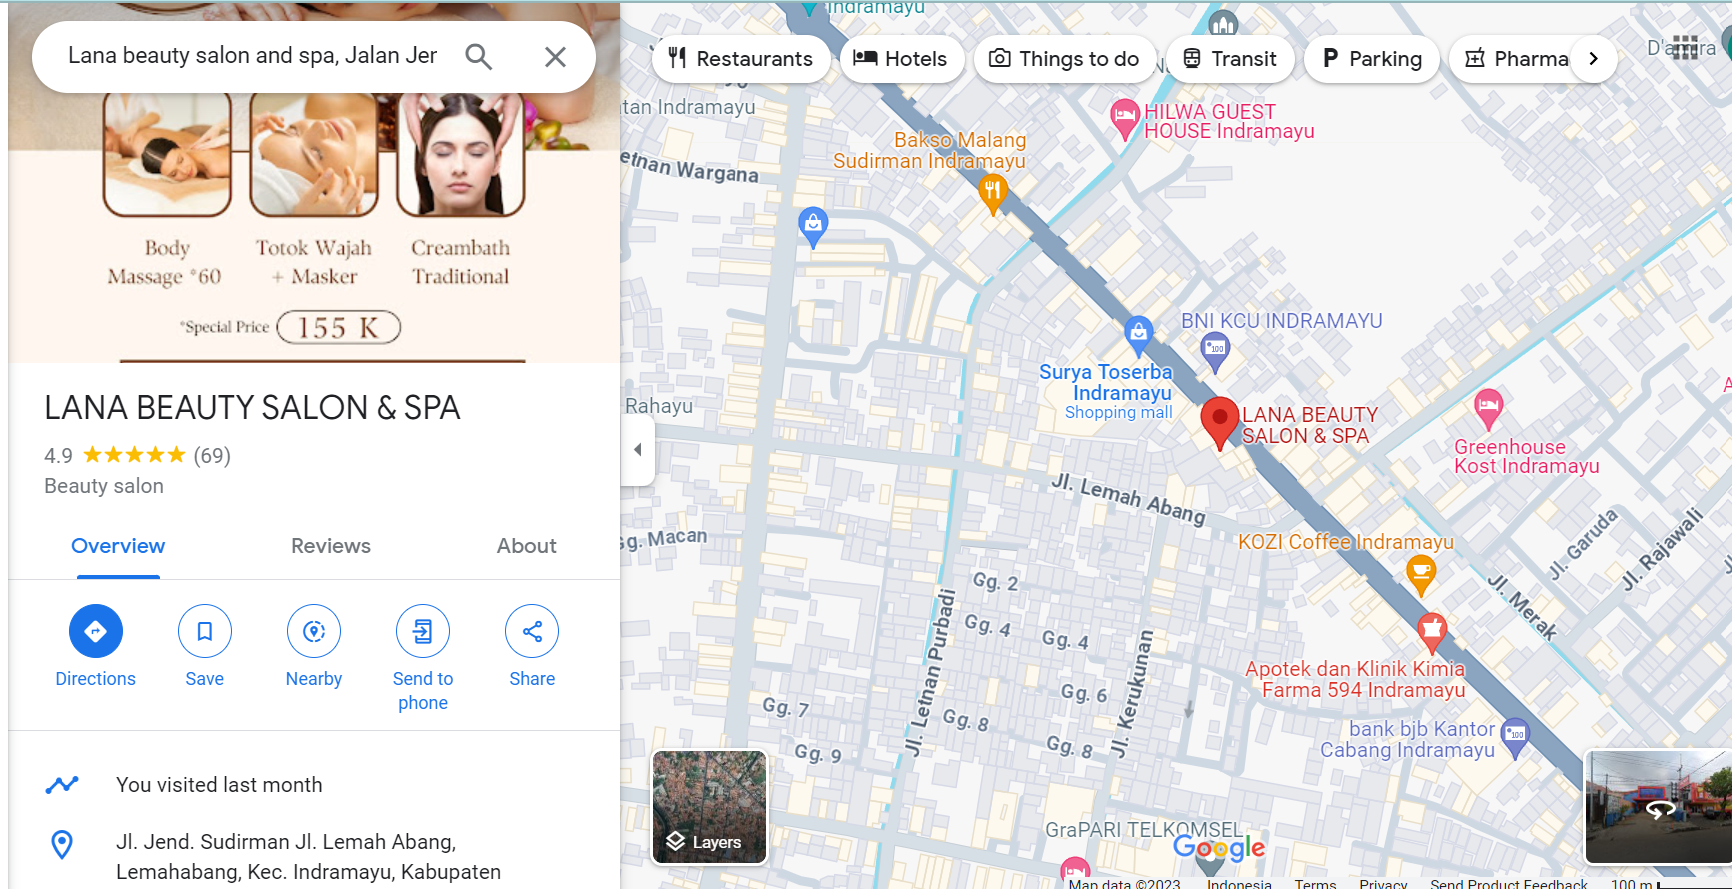 Lana beauty salon and spa, Jalan Jer
Body
Massage *60
Totok Wajah
+ Masker
Creambath
Traditional
*Special Price
155 K
LANA BEAUTY SALON & SPA
4.9
(69)
Beauty salon
Overview
Reviews
About
Directions
Save
Nearby
Send to
phone
Share
You visited last month
Jl. Jend. Sudirman Jl. Lemah Abang,
Lemahabang, Kec. Indramayu, Kabupaten
Restaurants
Hotels
Things to do
Transit
P
Parking
Pharma
Indramayu
tan Indramayu
etnan Wargana
Bakso Malang
Sudirman Indramayu
HILWA GUEST
HOUSE Indramayu
BNI KCU INDRAMAYU
100
Surya Toserba
Indramayu
Shopping mall
LANA BEAUTY
SALON & SPA
Rahayu
Greenhouse
Kost Indramayu
Jl. Lemah Abang
Gg. Macan
KOZI Coffee Indramayu
Jl. Garuda
Jl. Rajawali
Jl. Merak
Gg. 2
Gg. 4
Gg. 4
Jl. Letnan Purbadi
Jl. Kerukunan
Apotek dan Klinik Kimia
Farma 594 Indramayu
Gg. 6
Gg. 7
Gg. 8
Gg. 8
Gg. 9
bank bjb Kantor
Cabang Indramayu
100
Layers
GraPARI TELKOMSEL
Google
Map data ©2023
Indonesia
Terms
Privacy
Send Product Feedback
100 m